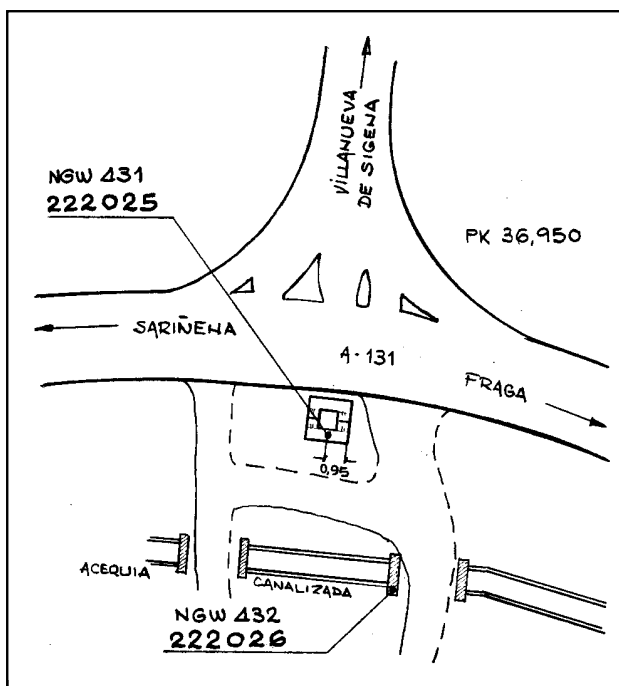 VILLANUEVA
DE SIGENA
NGW 431
222025
PK 36,950
SARIÑENA
A-131
FRAGA
0,95
ACEQUIA
CANALIZADA
NGW 432
222026